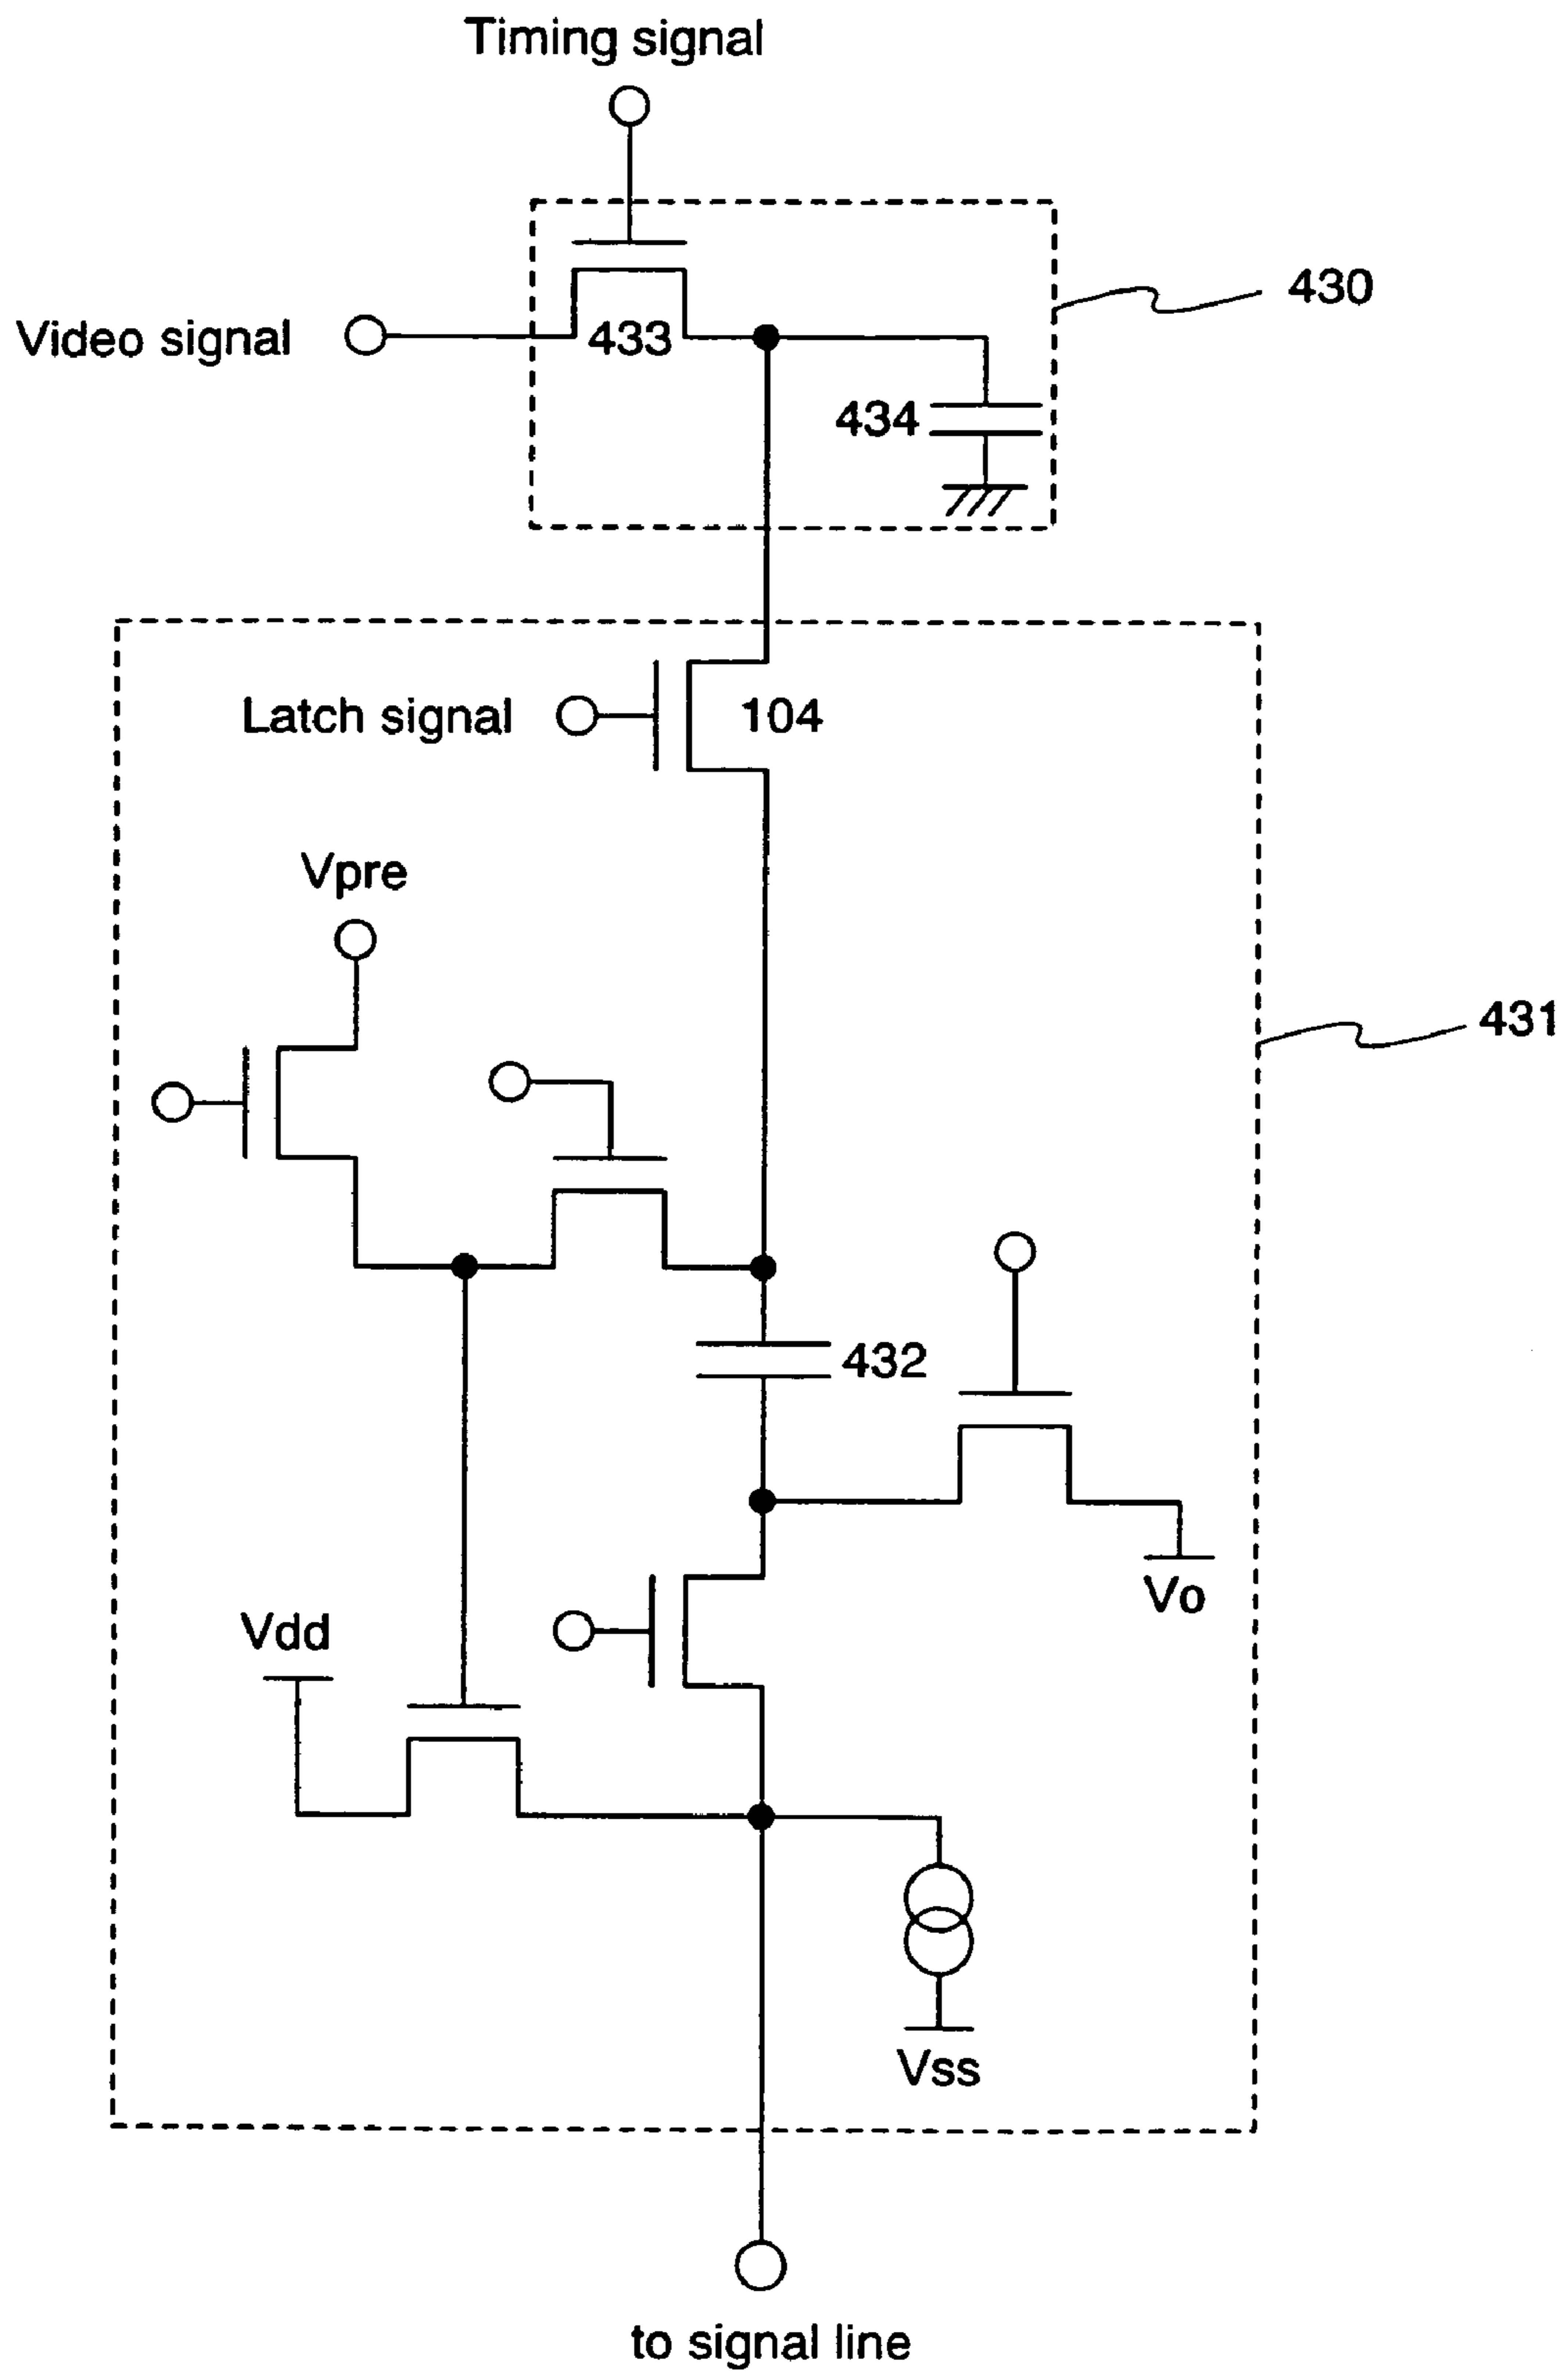 Timing signal
430
Video signal
433
434
Latch signal
104
Vpre
431
432
Vo
Vdd
Vss
to signal line